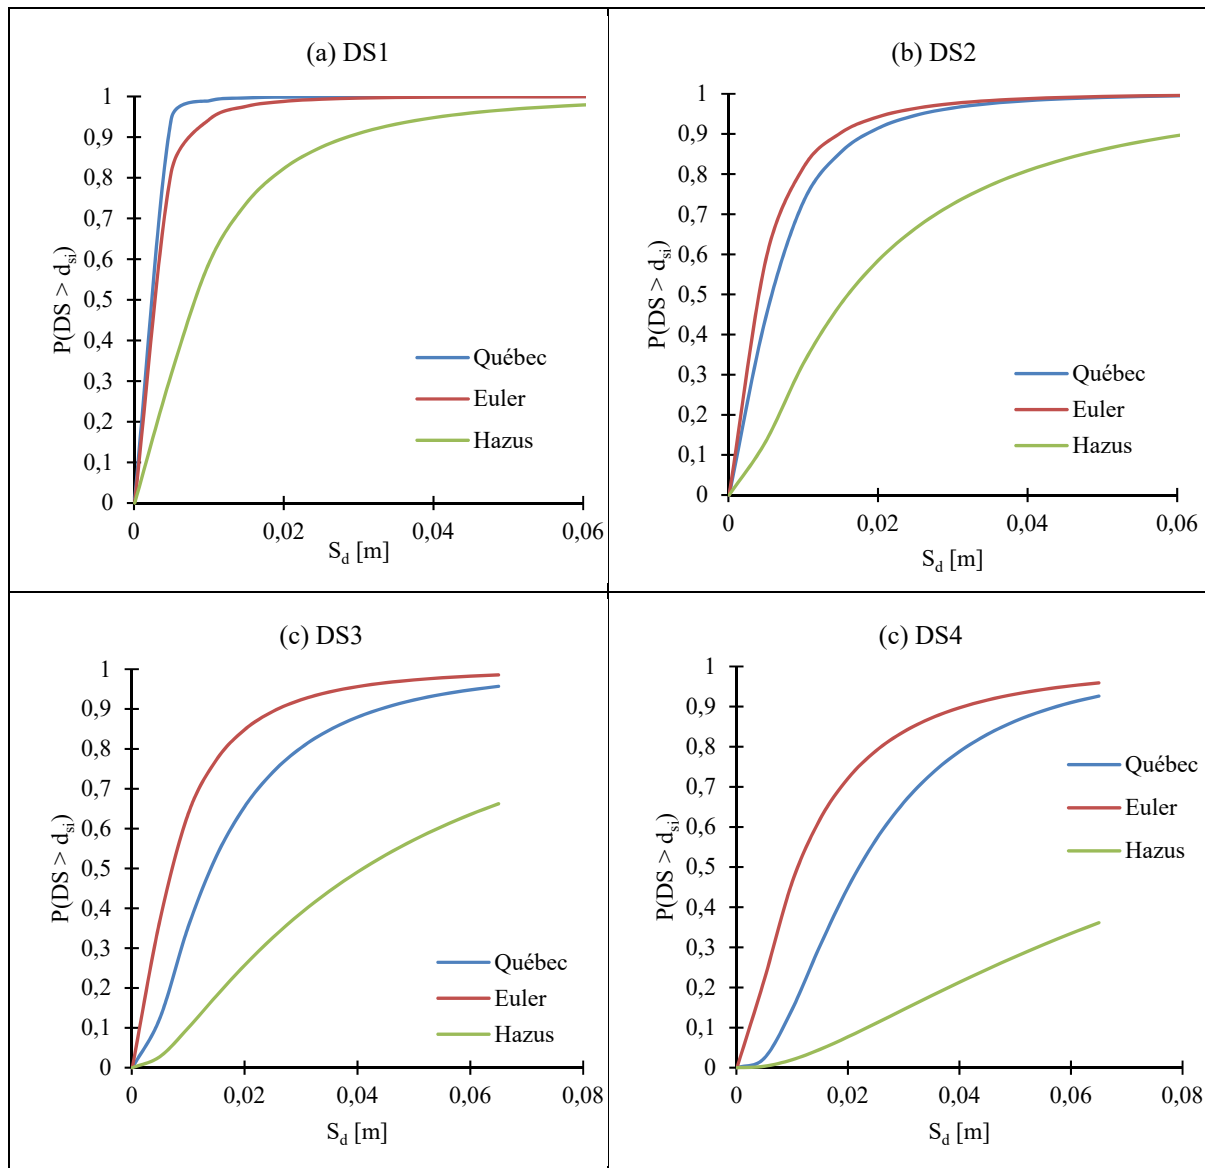 (a) DS1
1
0,9
0,8
0,7
0,6
0,5
0,4
0,3
0,2
0,1
0
P(DS > dsi)
Québec
Euler
Hazus
0 0,02 0,04 0,06
Sd [m]
(b) DS2
1
0,9
0,8
0,7
0,6
0,5
0,4
0,3
0,2
0,1
0
P(DS > dsi)
Québec
Euler
Hazus
0 0,02 0,04 0,06
Sd [m]
(c) DS3
1
0,9
0,8
0,7
0,6
0,5
0,4
0,3
0,2
0,1
0
P(DS > dsi)
Québec
Euler
Hazus
0 0,02 0,04 0,06 0,08
Sd [m]
(c) DS4
1
0,9
0,8
0,7
0,6
0,5
0,4
0,3
0,2
0,1
0
P(DS > dsi)
Québec
Euler
Hazus
0 0,02 0,04 0,06 0,08
Sd [m]